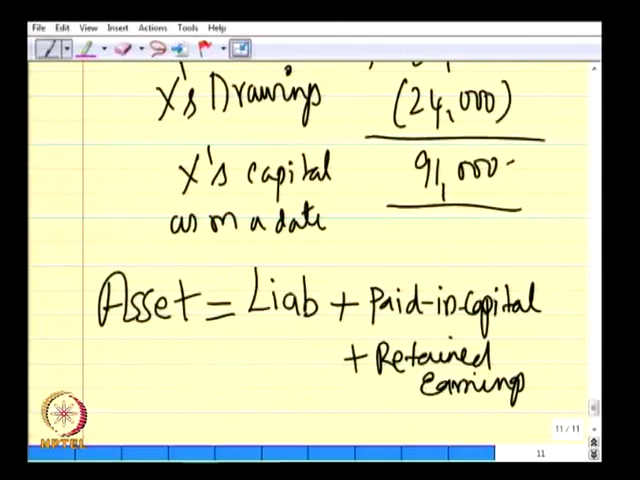 File Edit View Insert Actions Tools Help
X's Drawings (24,000)
X's capital 91,000-
as on a date
Asset = Liab + Paid-in-capital
+ Retained
Earnings
NPTEL
11/11
11